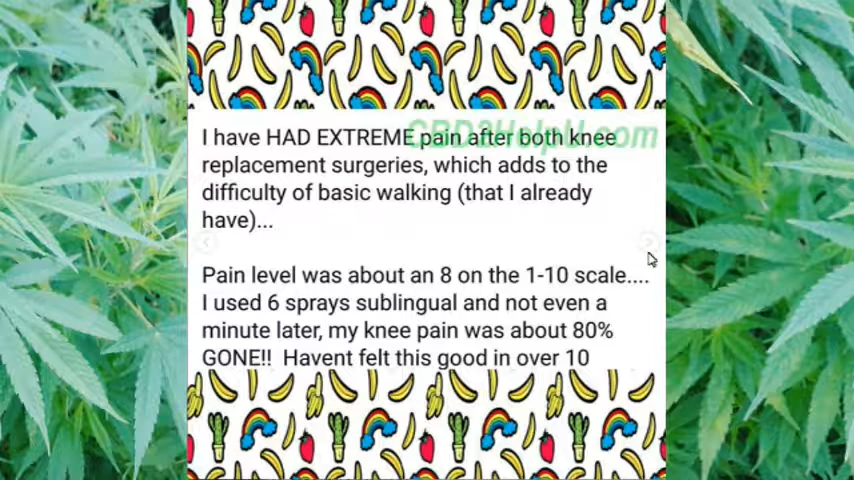 CBD2HelpU.com
I have HAD EXTREME pain after both knee
replacement surgeries, which adds to the
difficulty of basic walking (that I already
have)...
Pain level was about an 8 on the 1-10 scale....
I used 6 sprays sublingual and not even a
minute later, my knee pain was about 80%
GONE!! Havent felt this good in over 10